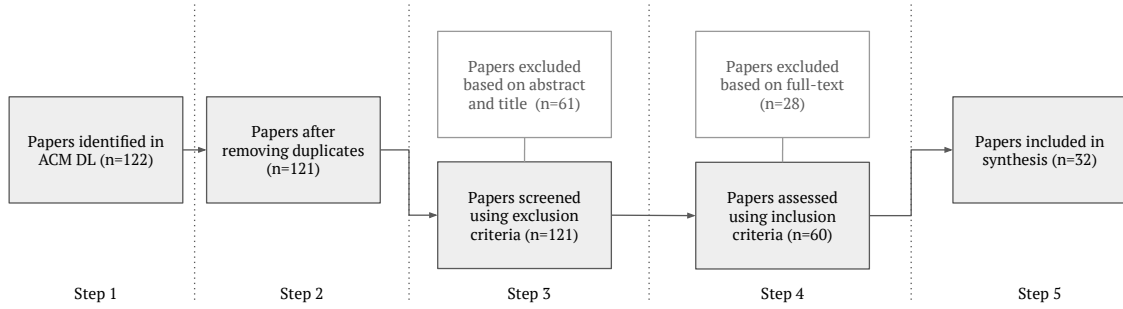 Papers identified in
ACM DL (n=122)
Step 1
Papers after
removing duplicates
(n=121)
Step 2
Papers excluded
based on abstract
and title (n=61)
Papers screened
using exclusion
criteria (n=121)
Step 3
Papers excluded
based on full-text
(n=28)
Papers assessed
using inclusion
criteria (n=60)
Step 4
Papers included in
synthesis (n=32)
Step 5